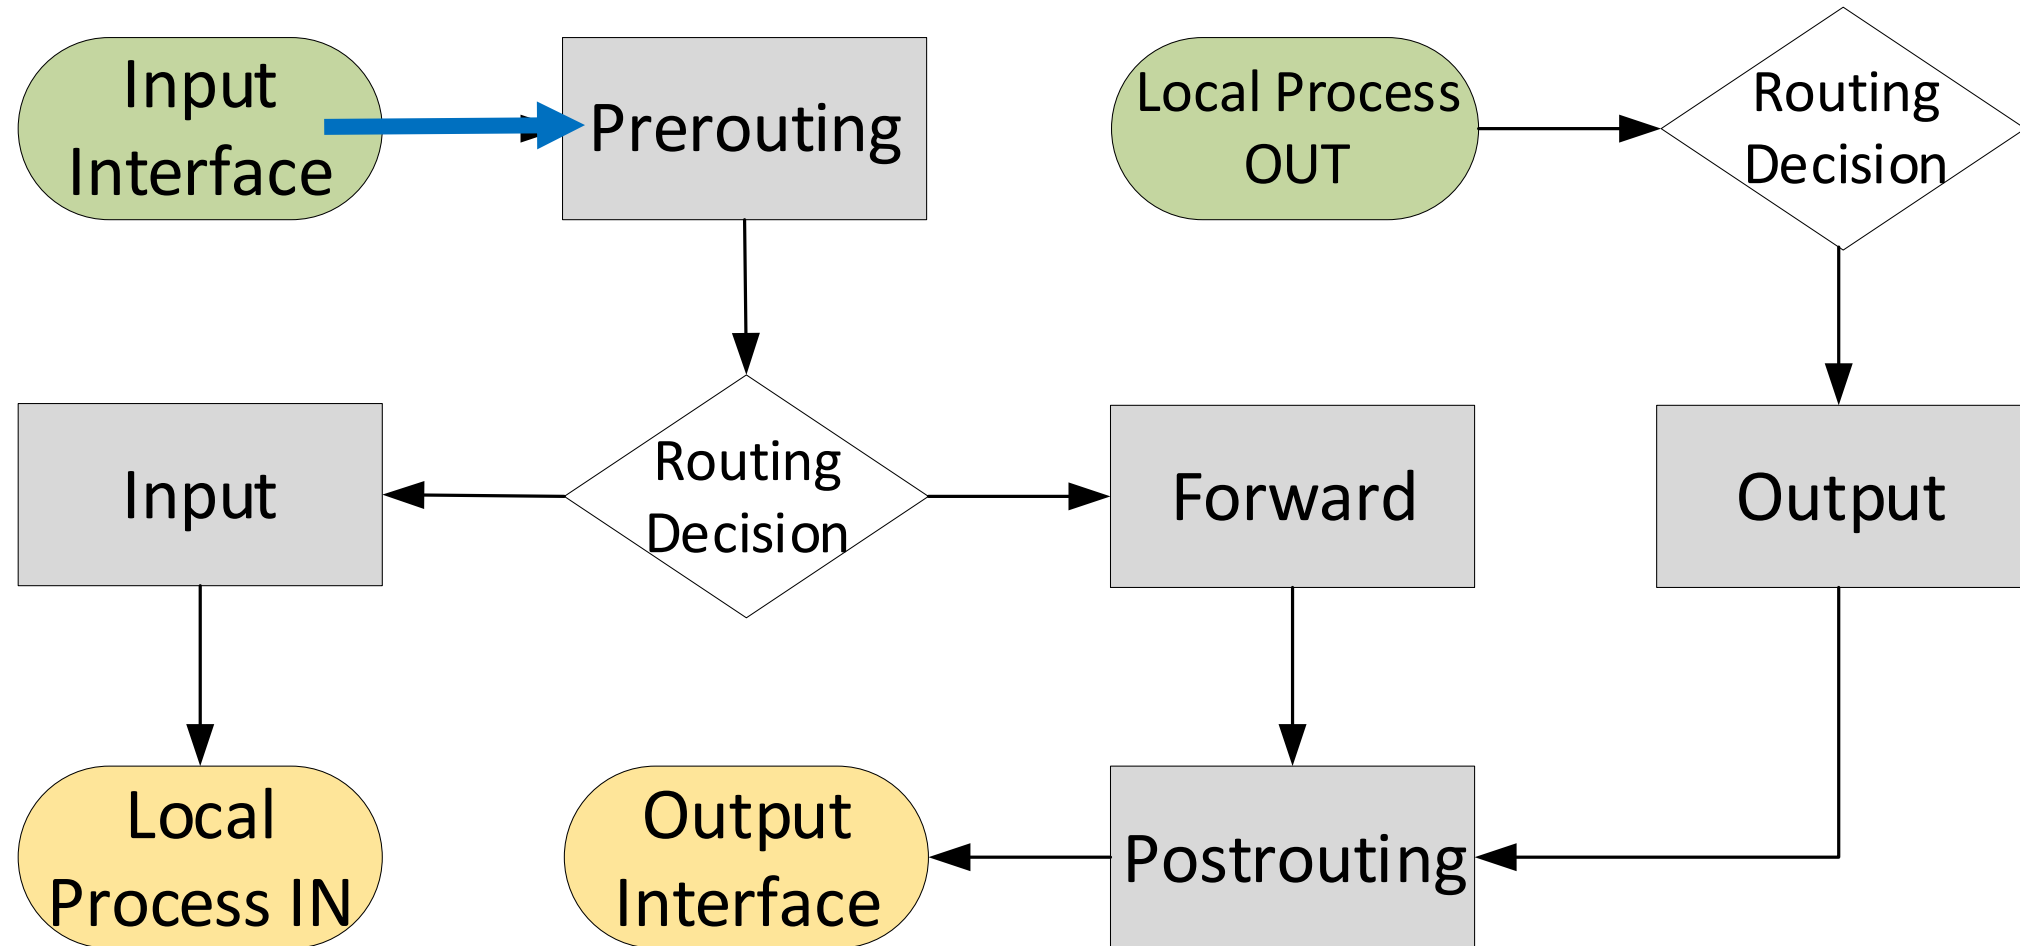 Input
Interface
Prerouting
Local Process
OUT
Routing
Decision
Input
Routing
Decision
Forward
Output
Local
Process IN
Output
Interface
Postrouting